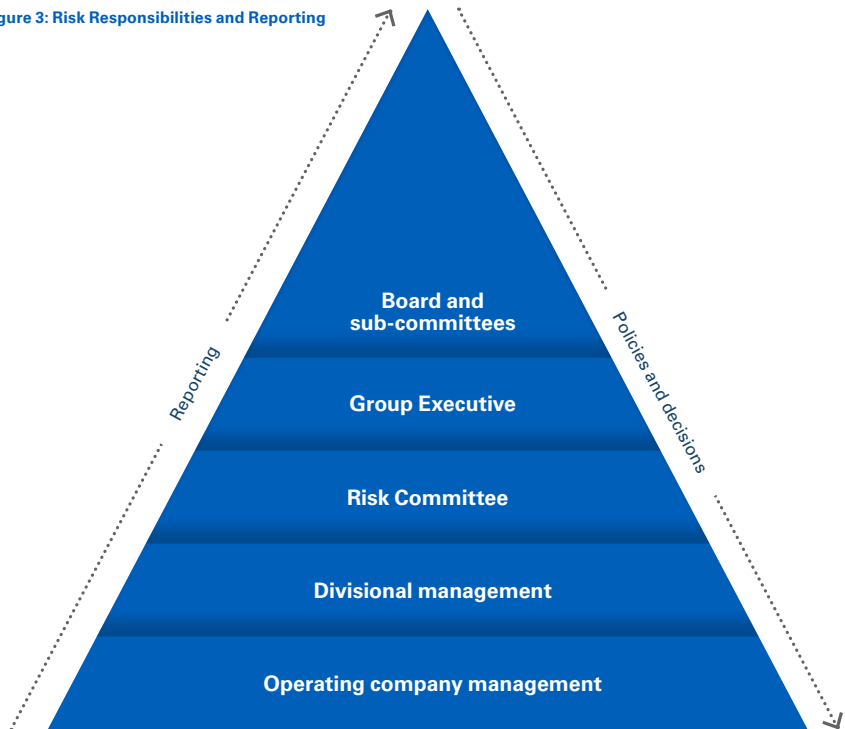 gure 3: Risk Responsibilities and Reporting
Board and
sub-committees
Reporting
Policies and decisions
Group Executive
Risk Committee
Divisional management
Operating company management